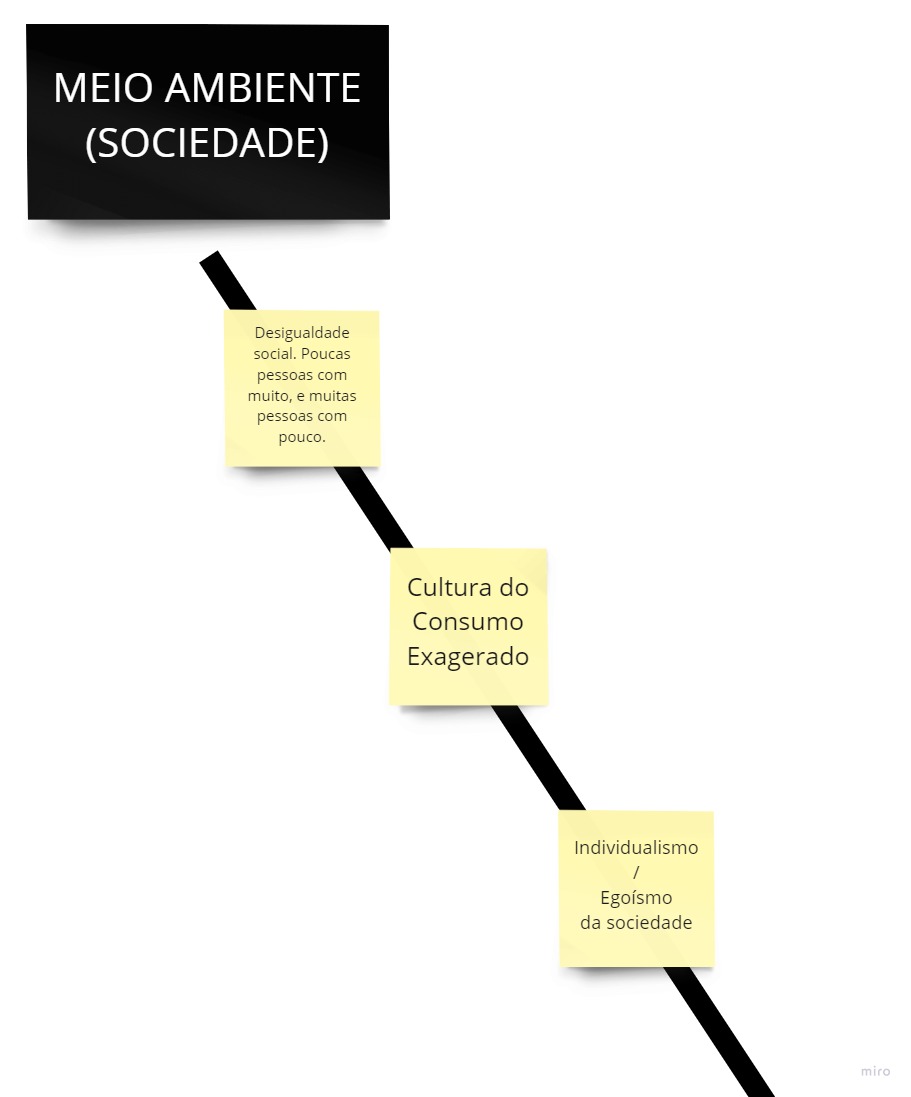 MEIO AMBIENTE
(SOCIEDADE)
Desigualdade
social. Poucas
pessoas com
muito, e muitas
pessoas com
pouco.
Cultura do
Consumo
Exagerado
Individualismo
/
Egoísmo
da sociedade
miro